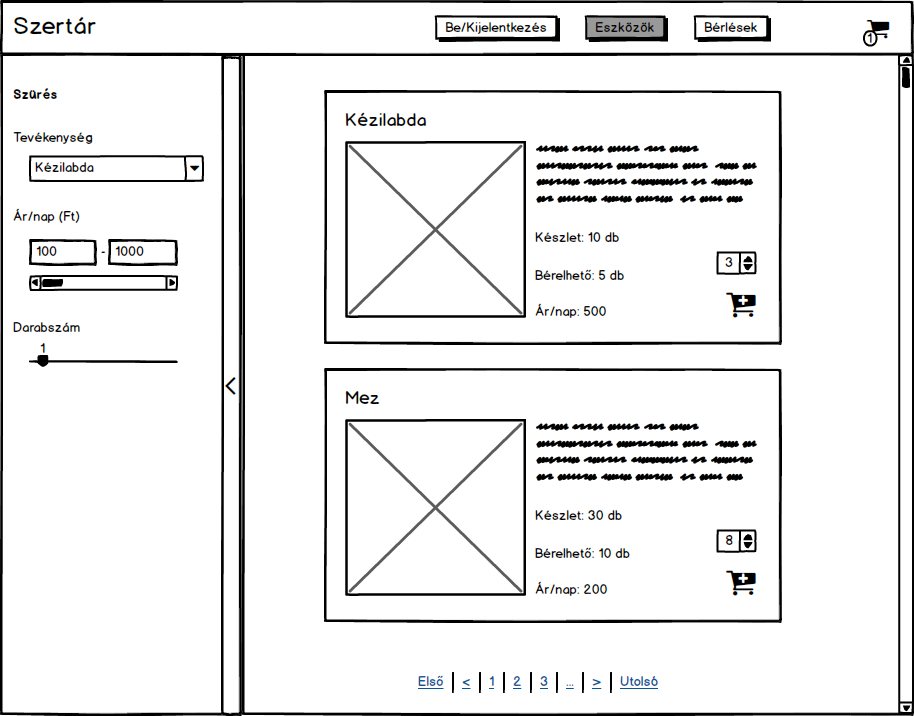 Szertár
Be/Kijelentkezés
Eszközök
Bérlések
1
Szűrés
Tevékenység
Kézilabda
Ár/nap (Ft)
100 - 1000
Darabszám
1
<
Kézilabda
Készlet: 10 db
Bérelhető: 5 db
3
Ár/nap: 500
Mez
Készlet: 30 db
Bérelhető: 10 db
8
Ár/nap: 200
Első | < | 1 | 2 | 3 | ... | > | Utolsó